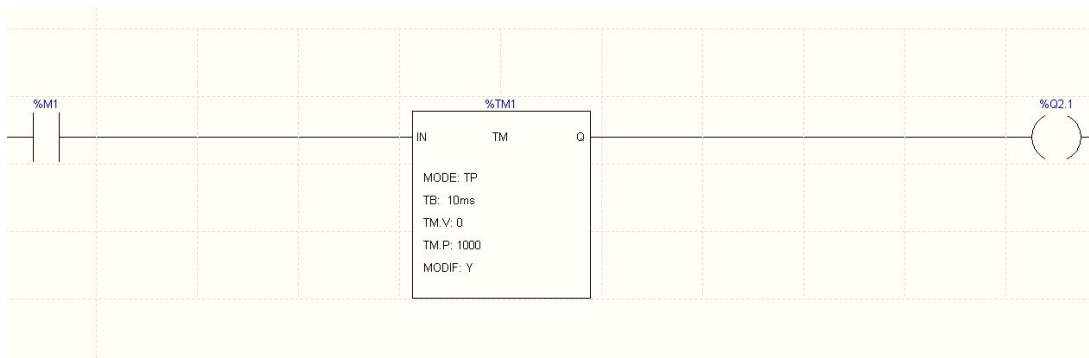 %M1
%TM1
%Q2.1
IN TM Q
MODE: TP
TB: 10ms
TM.V: 0
TM.P: 1000
MODIF: Y